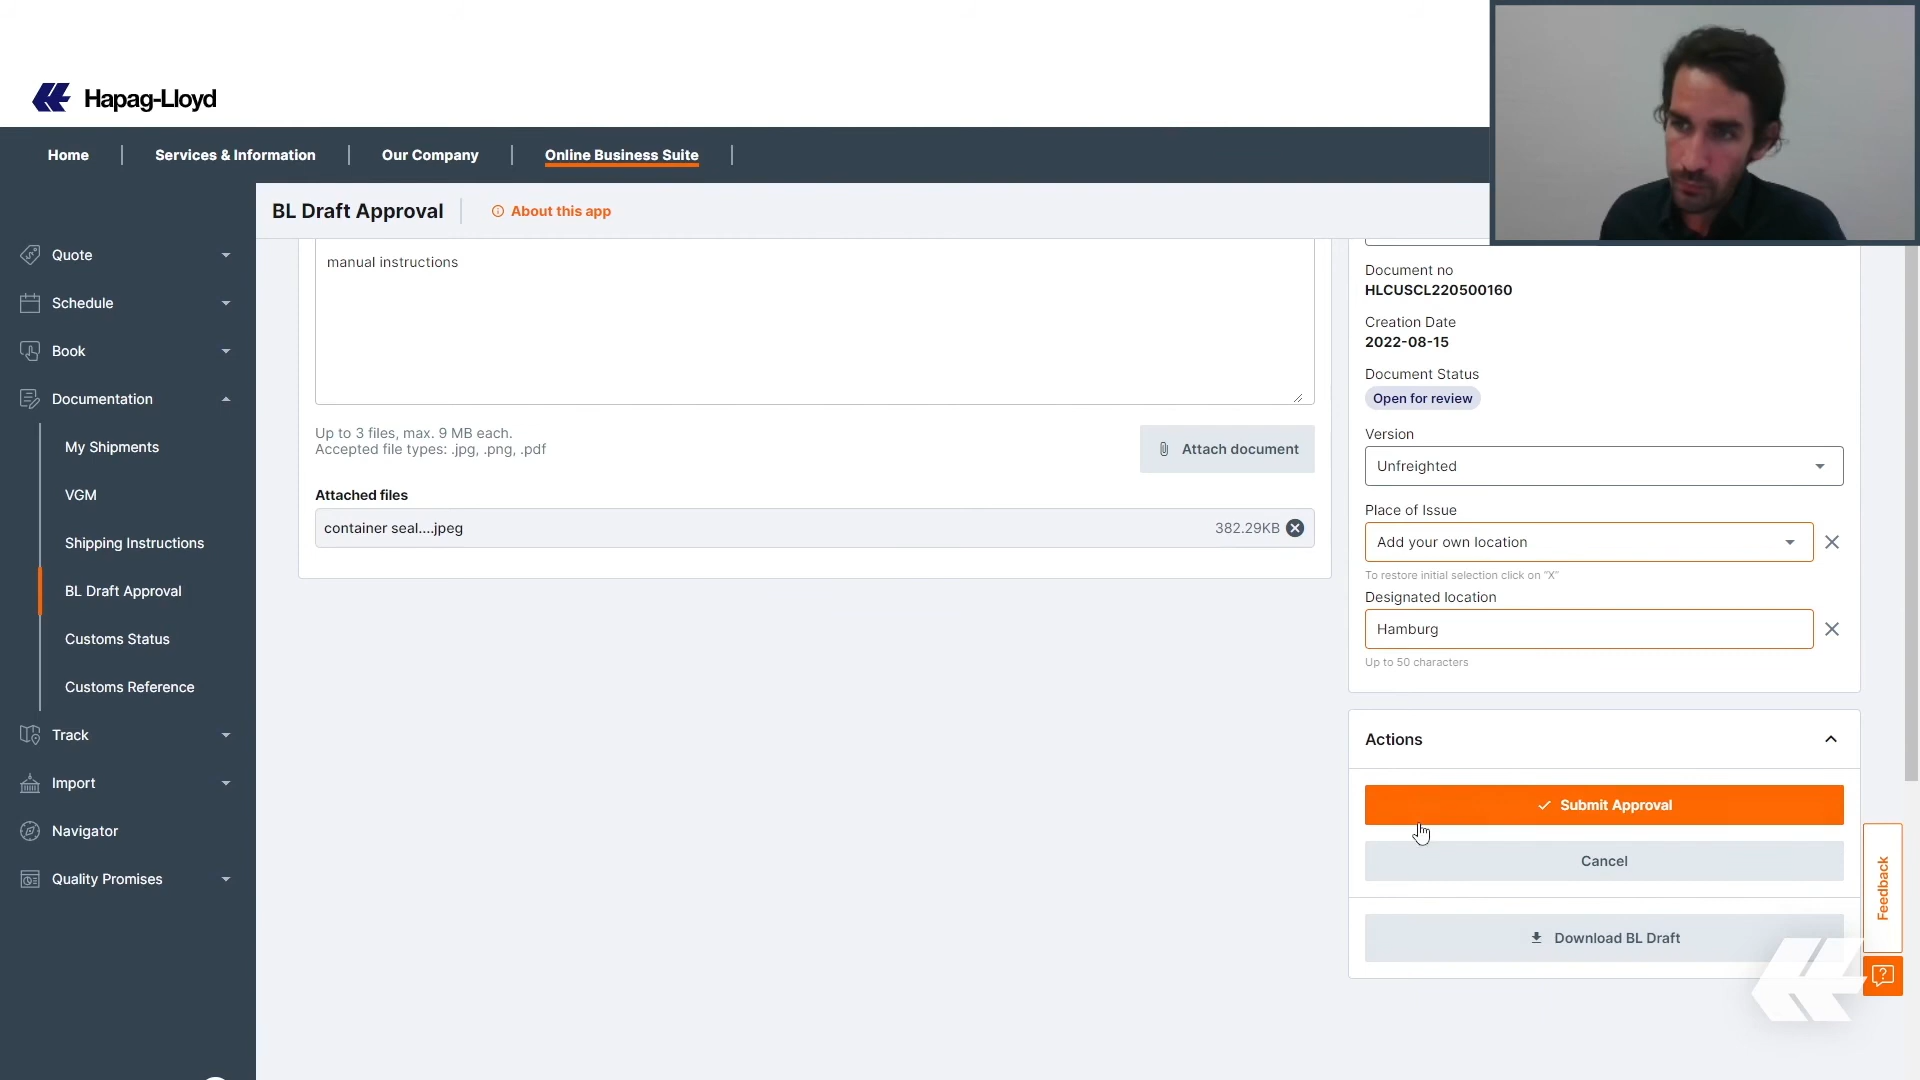 Hapag-Lloyd
Home
Services & Information
Our Company
Online Business Suite
BL Draft Approval
About this app
Quote
Schedule
Book
Documentation
My Shipments
VGM
Shipping Instructions
BL Draft Approval
Customs Status
Customs Reference
Track
Import
Navigator
Quality Promises
manual instructions
Up to 3 files, max. 9 MB each.
Accepted file types: .jpg, .png, .pdf
Attach document
Attached files
container seal....jpeg
382.29KB
Document no
HLCUSCL220500160
Creation Date
2022-08-15
Document Status
Open for review
Version
Unfreighted
Place of Issue
Add your own location
To restore initial selection click on "X"
Designated location
Hamburg
Up to 50 characters
Actions
Submit Approval
Cancel
Download BL Draft
Feedback